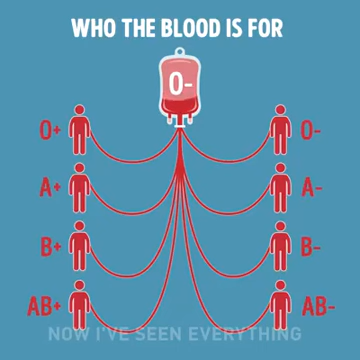 WHO THE BLOOD IS FOR
O-
O+
O-
A+
A-
B+
B-
AB+
AB-
NOW I'VE SEEN EVERYTHING